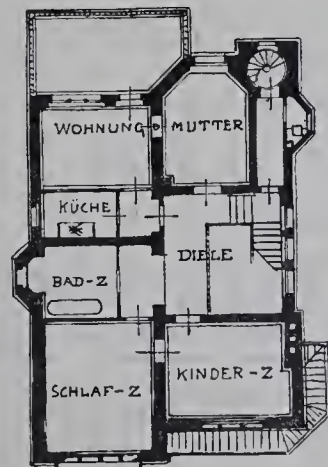 WOHNUNG MUTTER
KÜCHE
DIELE
BAD-Z
KINDER-Z
SCHLAF-Z